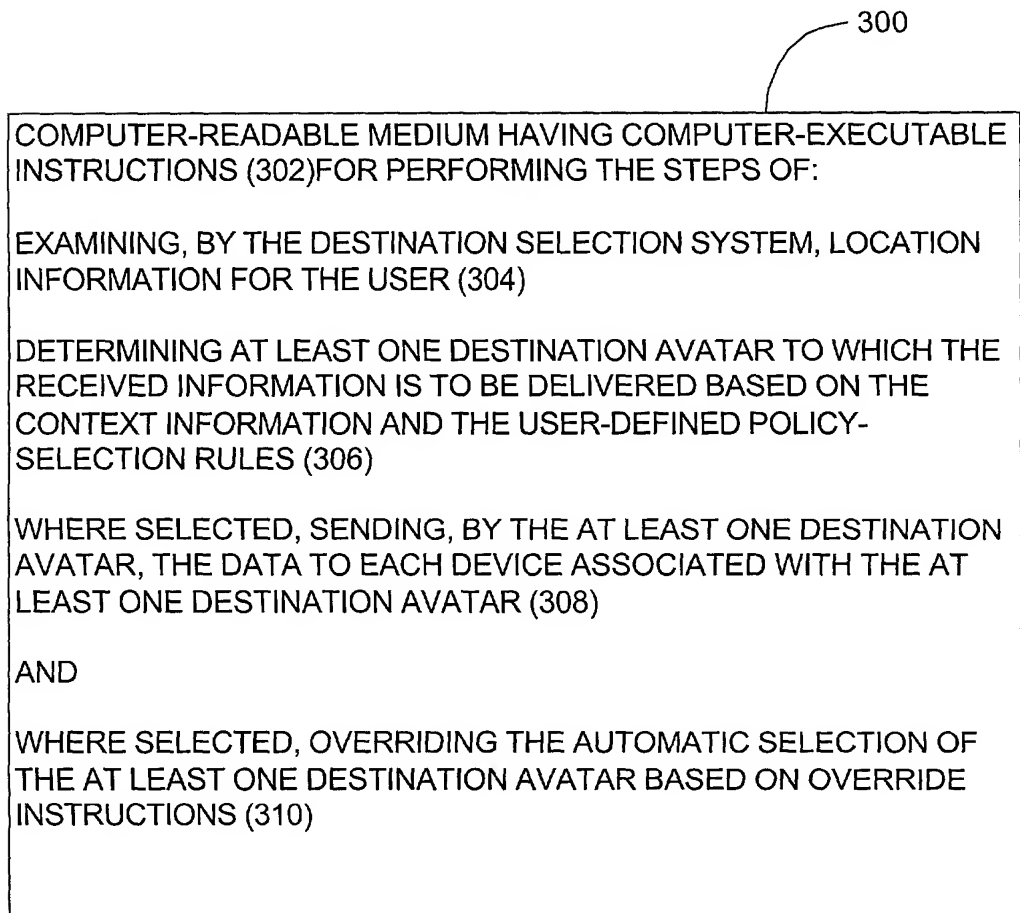 300
COMPUTER-READABLE MEDIUM HAVING COMPUTER-EXECUTABLE
INSTRUCTIONS (302)FOR PERFORMING THE STEPS OF:
EXAMINING, BY THE DESTINATION SELECTION SYSTEM, LOCATION
INFORMATION FOR THE USER (304)
DETERMINING AT LEAST ONE DESTINATION AVATAR TO WHICH THE
RECEIVED INFORMATION IS TO BE DELIVERED BASED ON THE
CONTEXT INFORMATION AND THE USER-DEFINED POLICY-
SELECTION RULES (306)
WHERE SELECTED, SENDING, BY THE AT LEAST ONE DESTINATION
AVATAR, THE DATA TO EACH DEVICE ASSOCIATED WITH THE AT
LEAST ONE DESTINATION AVATAR (308)
AND
WHERE SELECTED, OVERRIDING THE AUTOMATIC SELECTION OF
THE AT LEAST ONE DESTINATION AVATAR BASED ON OVERRIDE
INSTRUCTIONS (310)